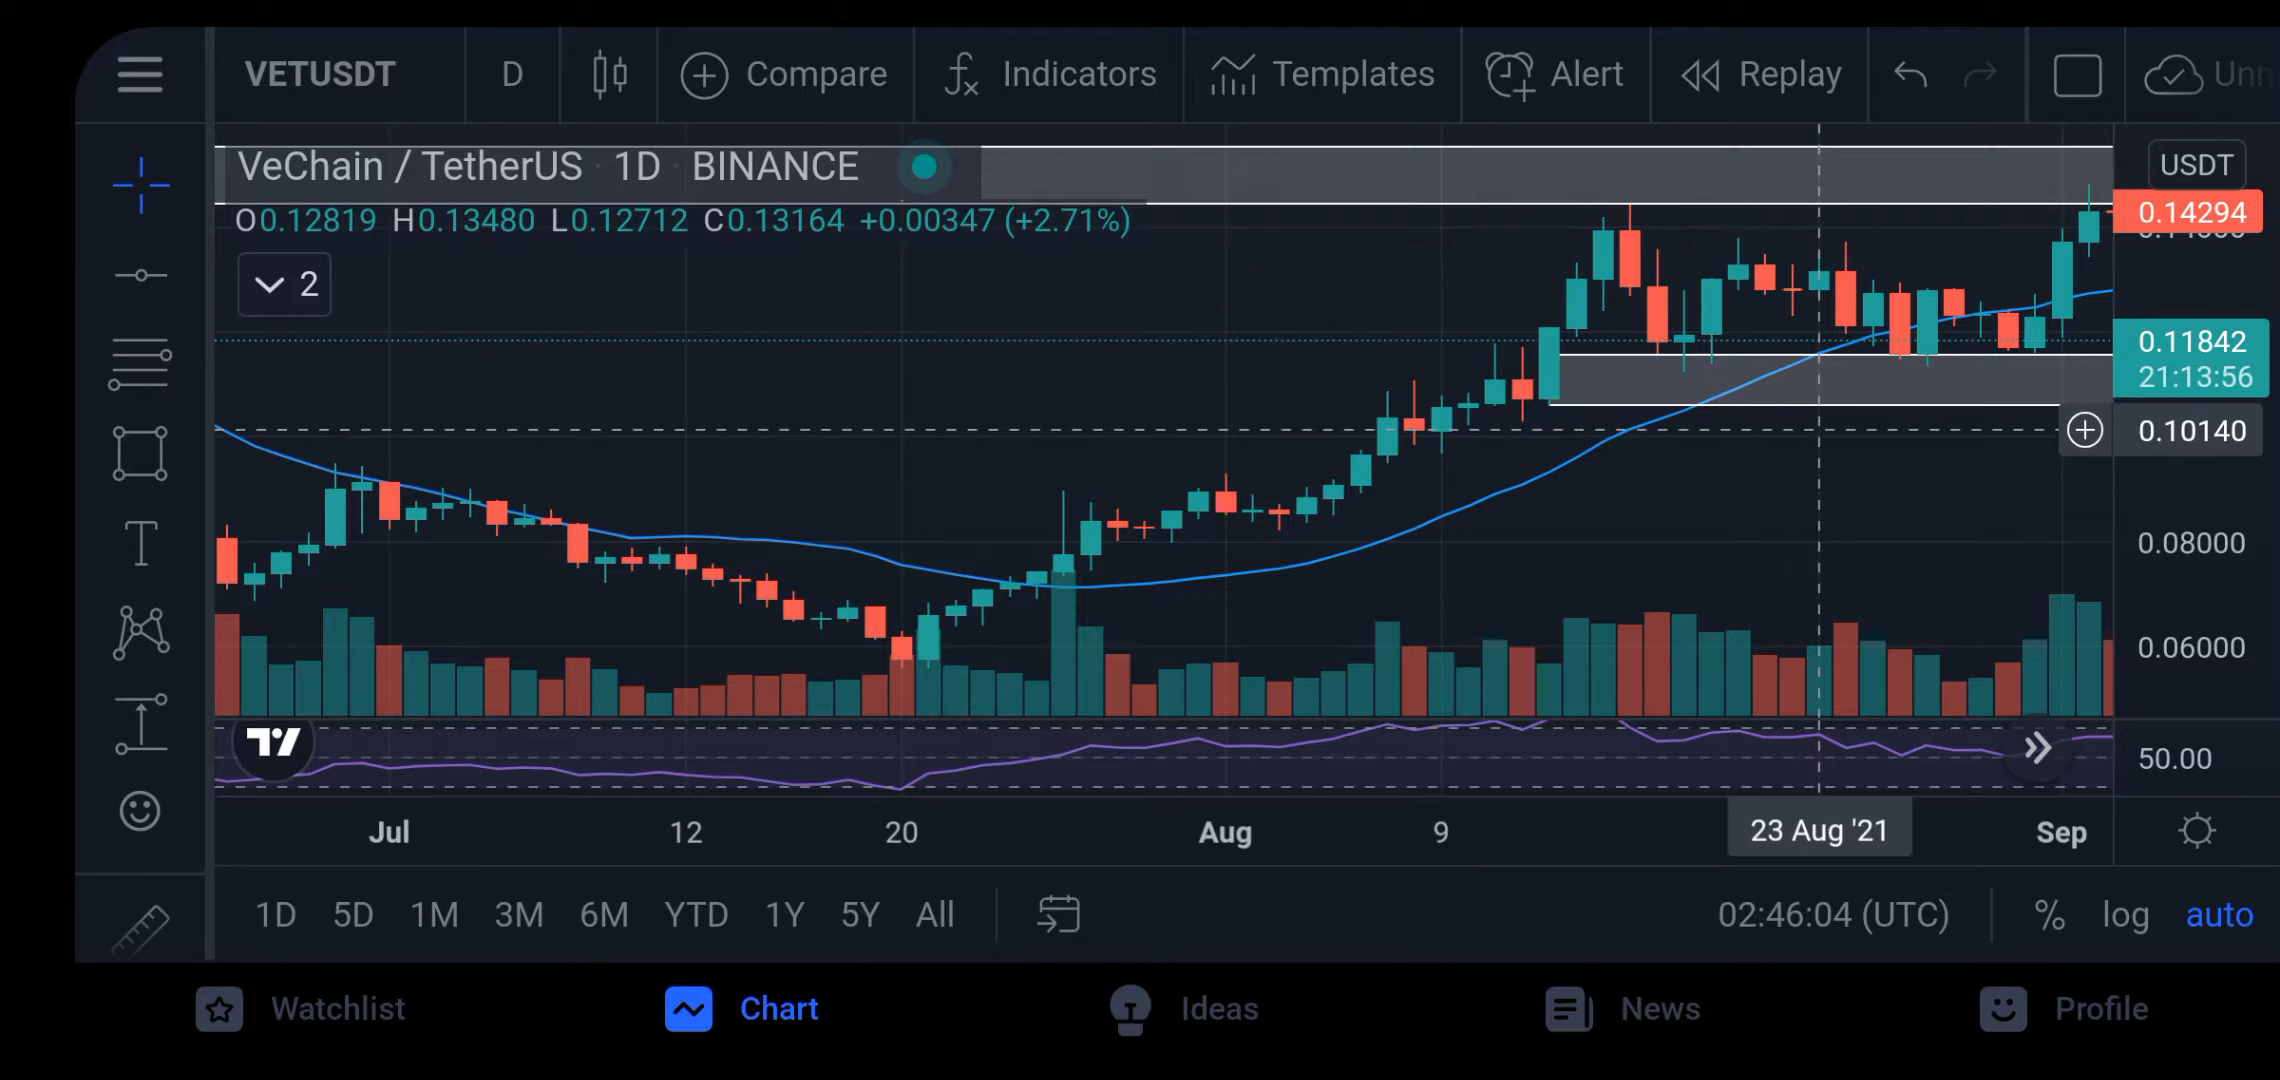 VETUSDT D Compare Indicators Templates Alert Replay
VeChain / TetherUS · 1D · BINANCE
USDT
O0.12819 H0.13480 L0.12712 C0.13164 +0.00347 (+2.71%)
0.14294
2
0.11842
21:13:56
0.10140
0.08000
0.06000
50.00
Jul 12 20 Aug 9 23 Aug '21 Sep
1D 5D 1M 3M 6M YTD 1Y 5Y All 02:46:04 (UTC) % log auto
Watchlist Chart Ideas News Profile